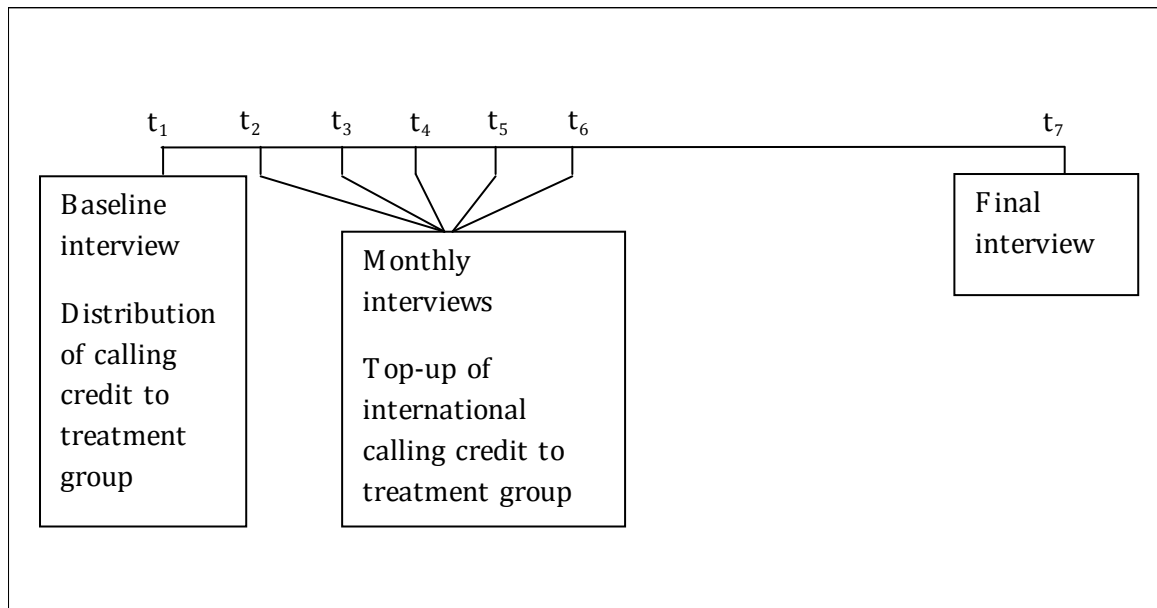 t₁ t₂ t₃ t₄ t₅ t₆ t₇
Baseline
interview
Distribution
of calling
credit to
treatment
group
Monthly
interviews
Top-up of
international
calling credit to
treatment group
Final
interview